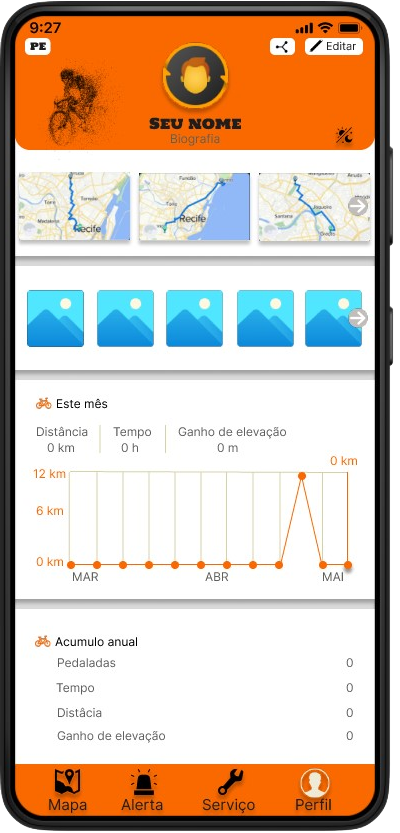 9:27
PE
Editar
SEU NOME
Biografia
Recife
Recife
Este mês
Distância Tempo Ganho de elevação
0 km 0 h 0 m
0 km
12 km
6 km
0 km
MAR ABR MAI
Acumulo anual
Pedaladas 0
Tempo 0
Distâcia 0
Ganho de elevação 0
Mapa Alerta Serviço Perfil